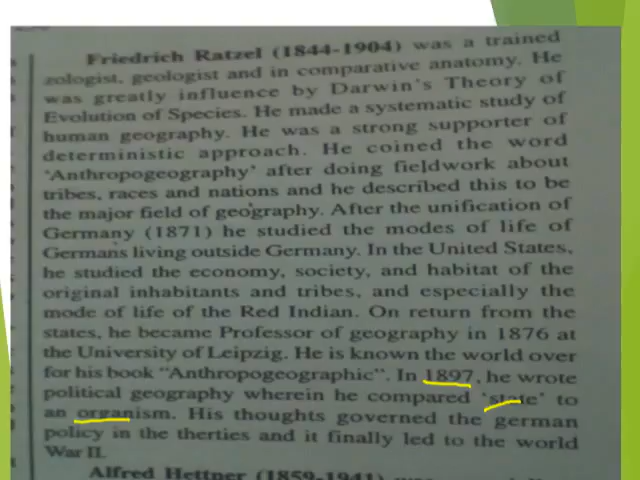 Friedrich Ratzel (1844-1904) was a trained
zologist, geologist and in comparative anatomy. He
was greatly influence by Darwin's Theory of
Evolution of Species. He made a systematic study of
human geography. He was a strong supporter of
deterministic approach. He coined the word
'Anthropogeography' after doing fieldwork about
tribes, races and nations and he described this to be
the major field of geography. After the unification of
Germany (1871) he studied the modes of life of
Germans living outside Germany. In the United States,
he studied the economy, society, and habitat of the
original inhabitants and tribes, and especially the
mode of life of the Red Indian. On return from the
states, he became Professor of geography in 1876 at
the University of Leipzig. He is known the world over
for his book "Anthropogeographic". In 1897, he wrote
political geography wherein he compared 'state' to
an organism. His thoughts governed the german
policy in the therties and it finally led to the world
War II.
Alfred Hettner (1859-1941)